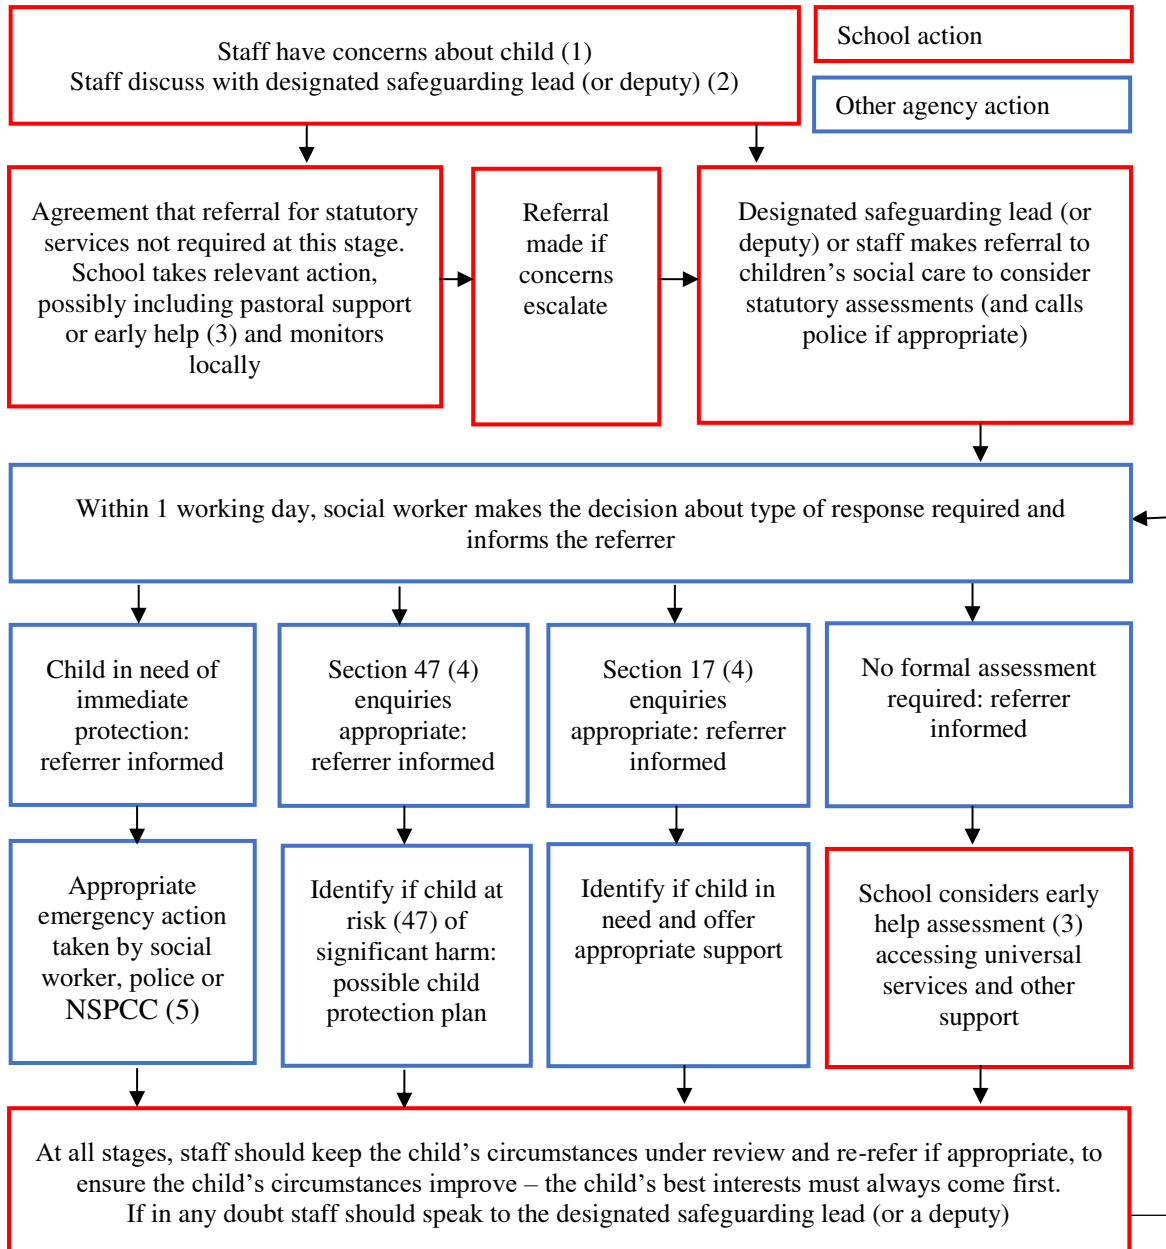 Staff have concerns about child (1)
Staff discuss with designated safeguarding lead (or deputy) (2)
School action
Other agency action
Agreement that referral for statutory
services not required at this stage.
School takes relevant action,
possibly including pastoral support
or early help (3) and monitors
locally
Referral
made if
concerns
escalate
Designated safeguarding lead (or
deputy) or staff makes referral to
children’s social care to consider
statutory assessments (and calls
police if appropriate)
Within 1 working day, social worker makes the decision about type of response required and
informs the referrer
Child in need of
immediate
protection:
referrer informed
Section 47 (4)
enquiries
appropriate:
referrer informed
Section 17 (4)
enquiries
appropriate: referrer
informed
No formal assessment
required: referrer
informed
Appropriate
emergency action
taken by social
worker, police or
NSPCC (5)
Identify if child at
risk (47) of
significant harm:
possible child
protection plan
Identify if child in
need and offer
appropriate support
School considers early
help assessment (3)
accessing universal
services and other
support
At all stages, staff should keep the child’s circumstances under review and re-refer if appropriate, to
ensure the child’s circumstances improve – the child’s best interests must always come first.
If in any doubt staff should speak to the designated safeguarding lead (or a deputy)